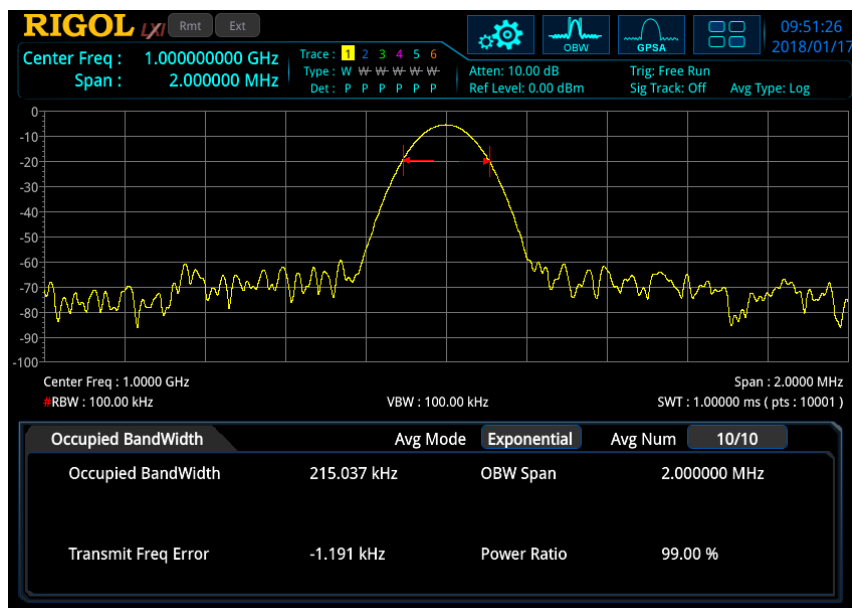 RIGOL LXI Rmt Ext
OBW GPSA 09:51:26
2018/01/17
Center Freq : 1.000000000 GHz
Span : 2.000000 MHz
Trace : 1 2 3 4 5 6
Type : W W W W W W
Det : P P P P P P
Atten: 10.00 dB
Ref Level: 0.00 dBm
Trig: Free Run
Sig Track: Off Avg Type: Log
0
-10
-20
-30
-40
-50
-60
-70
-80
-90
-100
Center Freq : 1.0000 GHz Span : 2.0000 MHz
#RBW : 100.00 kHz VBW : 100.00 kHz SWT : 1.00000 ms ( pts : 10001 )
Occupied BandWidth Avg Mode Exponential Avg Num 10/10
Occupied BandWidth 215.037 kHz OBW Span 2.000000 MHz
Transmit Freq Error -1.191 kHz Power Ratio 99.00 %